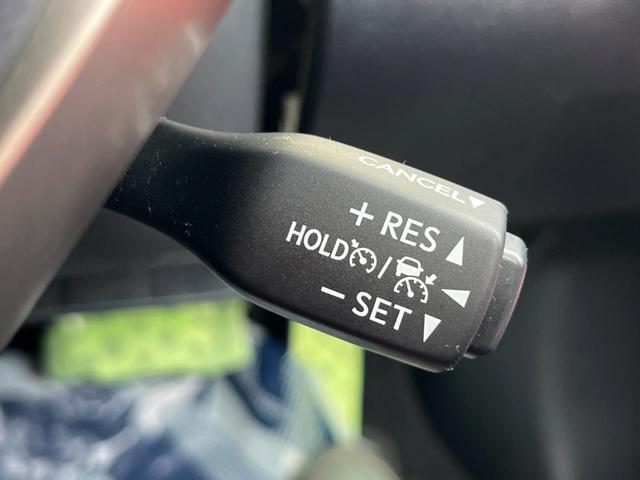 CANCEL▼
+ RES ▲
HOLD / ◀
− SET ▼